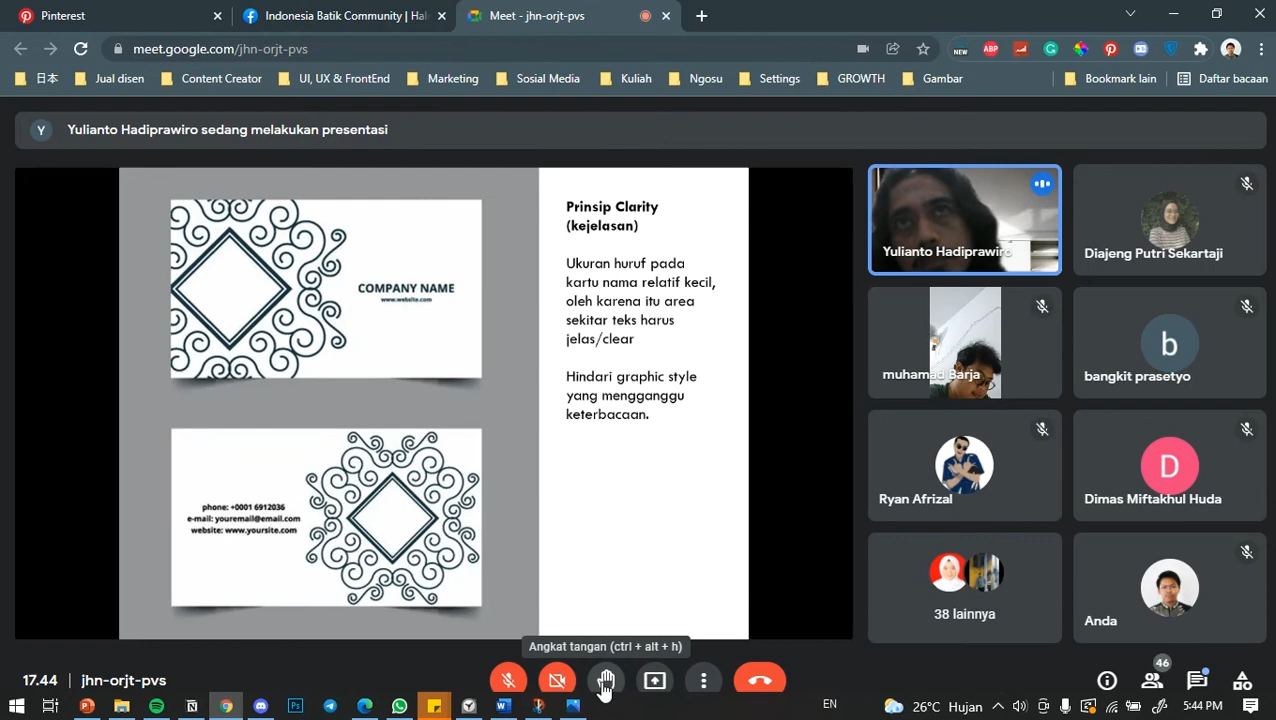 Pinterest
Indonesia Batik Community | Hal
Meet - jhn-orjt-pvs
meet.google.com/jhn-orjt-pvs
NEW
ABP
日本
Jual disen
Content Creator
UI, UX & FrontEnd
Marketing
Social Media
Kuliah
Ngosu
Settings
GROWTH
Gambar
Bookmark lain
Daftar bacaan
Y
Yulianto Hadiprawiro sedang melakukan presentasi
COMPANY NAME
www.website.com
phone: +0001 6912036
e-mail: youremail@email.com
website: www.yoursite.com
Prinsip Clarity
(kejelasan)
Ukuran huruf pada
kartu nama relatif kecil,
oleh karena itu area
sekitar teks harus
jelas/clear
Hindari graphic style
yang mengganggu
keterbacaan.
Yulianto Hadiprawiro
Diajeng Putri Sekartaji
muhamad Barja
b
bangkit prasetyo
Ryan Afrizal
D
Dimas Miftakhul Huda
38 lainnya
Anda
Angkat tangan (ctrl + alt + h)
17.44
jhn-orjt-pvs
46
EN
26°C Hujan
5:44 PM